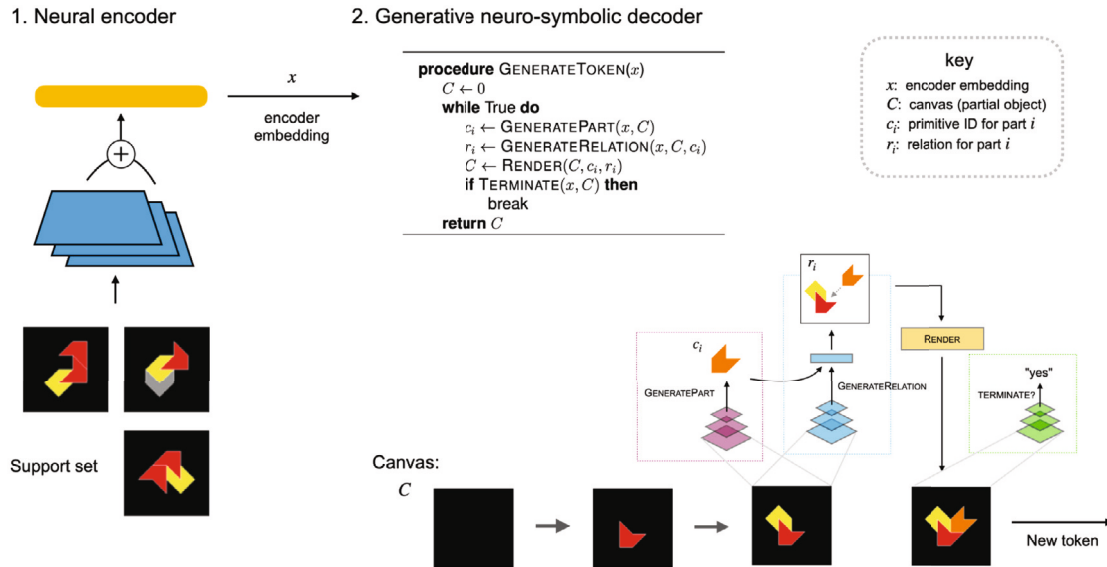 1. Neural encoder
x
encoder
embedding
Support set
2. Generative neuro-symbolic decoder
procedure GENERATETOKEN(x)
C ← 0
while True do
c_i ← GENERATEPART(x, C)
r_i ← GENERATERELATION(x, C, c_i)
C ← RENDER(C, c_i, r_i)
if TERMINATE(x, C) then
break
return C
key
x: encoder embedding
C: canvas (partial object)
c_i: primitive ID for part i
r_i: relation for part i
r_i
c_i
RENDER
"yes"
GENERATEPART
GENERATERELATION
TERMINATE?
Canvas:
C
New token